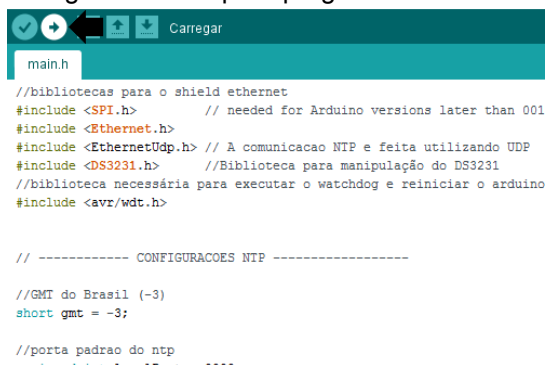 Carregar
main.h
//bibliotecas para o shield ethernet
#include <SPI.h> // needed for Arduino versions later than 001
#include <Ethernet.h>
#include <EthernetUdp.h> // A comunicacao NTP e feita utilizando UDP
#include <DS3231.h> //Biblioteca para manipulação do DS3231
//biblioteca necessária para executar o watchdog e reiniciar o arduino
#include <avr/wdt.h>
// ------------ CONFIGURACOES NTP ------------------
//GMT do Brasil (-3)
short gmt = -3;
//porta padrao do ntp